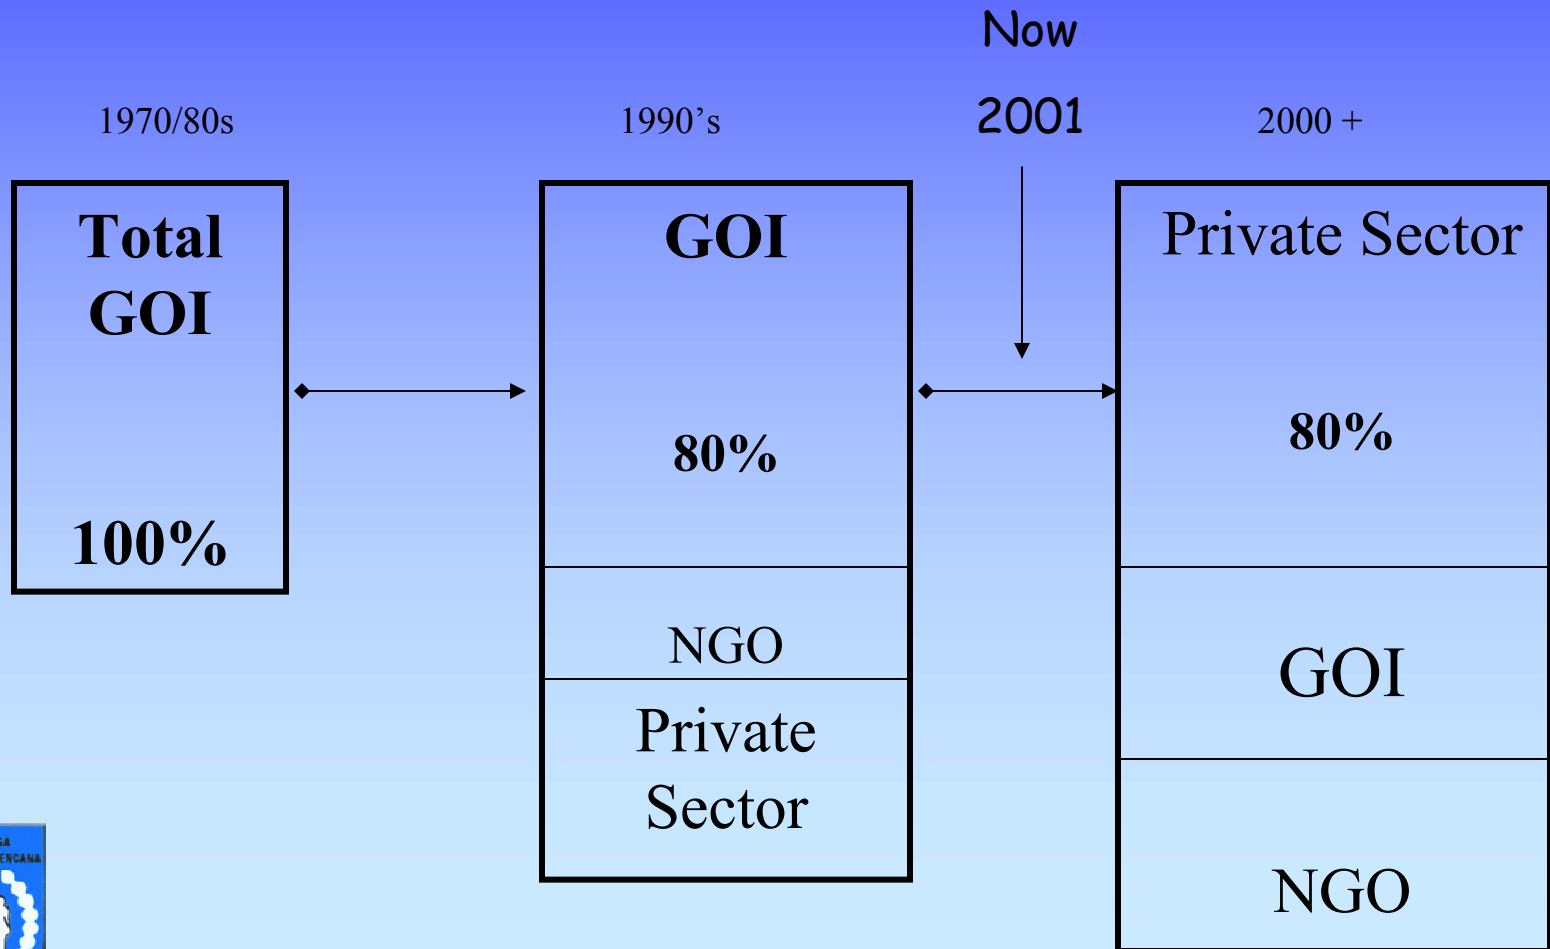 Now
2001
1970/80s
1990’s
2000 +
Total
GOI
100%
GOI
80%
NGO
Private
Sector
Private Sector
80%
GOI
NGO
ENCANA